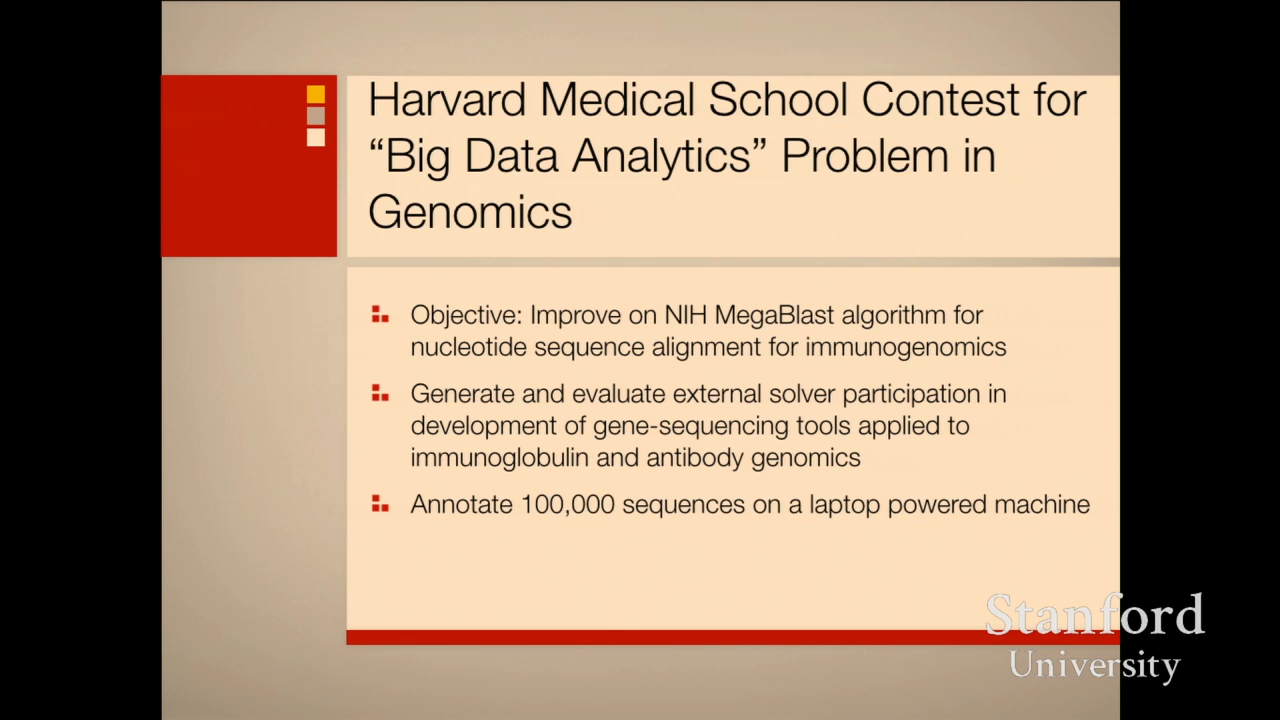 Harvard Medical School Contest for
“Big Data Analytics” Problem in
Genomics
Objective: Improve on NIH MegaBlast algorithm for
nucleotide sequence alignment for immunogenomics
Generate and evaluate external solver participation in
development of gene-sequencing tools applied to
immunoglobulin and antibody genomics
Annotate 100,000 sequences on a laptop powered machine
Stanford
University